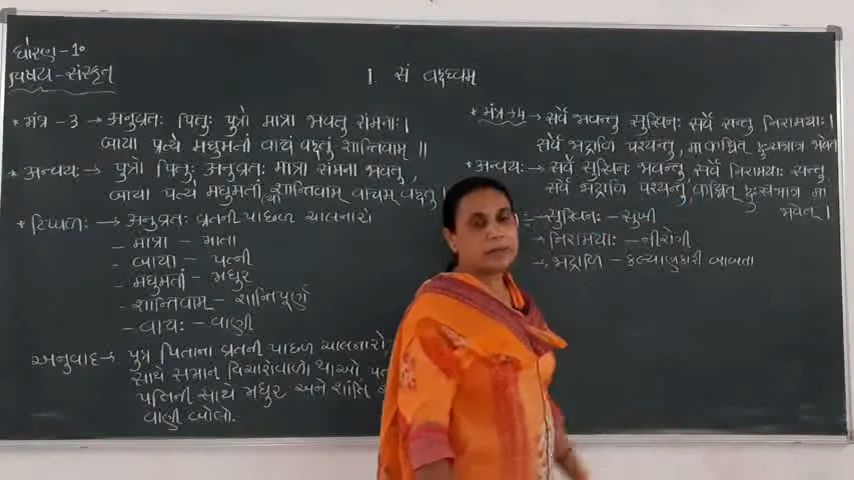 ધોરણ-૧૦
વિષય-સંસ્કૃત
1 સં વદધ્વમ્
* મંત્ર - 3 → અનુવ્રતઃ પિતુઃ પુત્રો માત્રા ભવતુ સંમનાઃ।
જાયા પત્યે મધુમતીં વાચં વદતુ શાન્તિવામ્ ॥
* અન્વયઃ → પુત્રો પિતુઃ અનુવ્રતઃ માત્રા સંમના ભવતુ,
જાયા પત્યે મધુમતીં શાન્તિવામ્ વાચમ્ વદતુ।
* ટિપ્પણઃ → અનુવ્રતઃ વ્રતની પાછળ ચાલનારો
- માત્રા - માતા
- જાયા - પત્ની
- મધુમતીં - મધુર
- શાન્તિવામ્ - શાન્તિપૂર્ણ
- વાચઃ - વાણી
અનુવાદ → પુત્ર પિતાના વ્રતની પાછળ ચાલનારો
સાથે સમાન વિચારોવાળો થાઓ
પતિની સાથે મધુર અને શાંતિ
વાણી બોલો.
* મંત્ર 4 → સર્વે ભવન્તુ સુખિનઃ સર્વે સન્તુ નિરામયાઃ।
સર્વે ભદ્રાણિ પશ્યન્તુ, મા કશ્ચિત્ દુઃખભાગ્ ભવેત્
* અન્વયઃ → સર્વે સુખિનઃ ભવન્તુ સર્વે નિરામયાઃ સન્તુ
સર્વે ભદ્રાણિ પશ્યન્તુ, કશ્ચિત્ દુઃખભાગ્ મા
ભવેત્।
- સુખિનઃ - સુખી
- નિરામયાઃ - નીરોગી
- ભદ્રાણિ - કલ્યાણકારી બાબતા